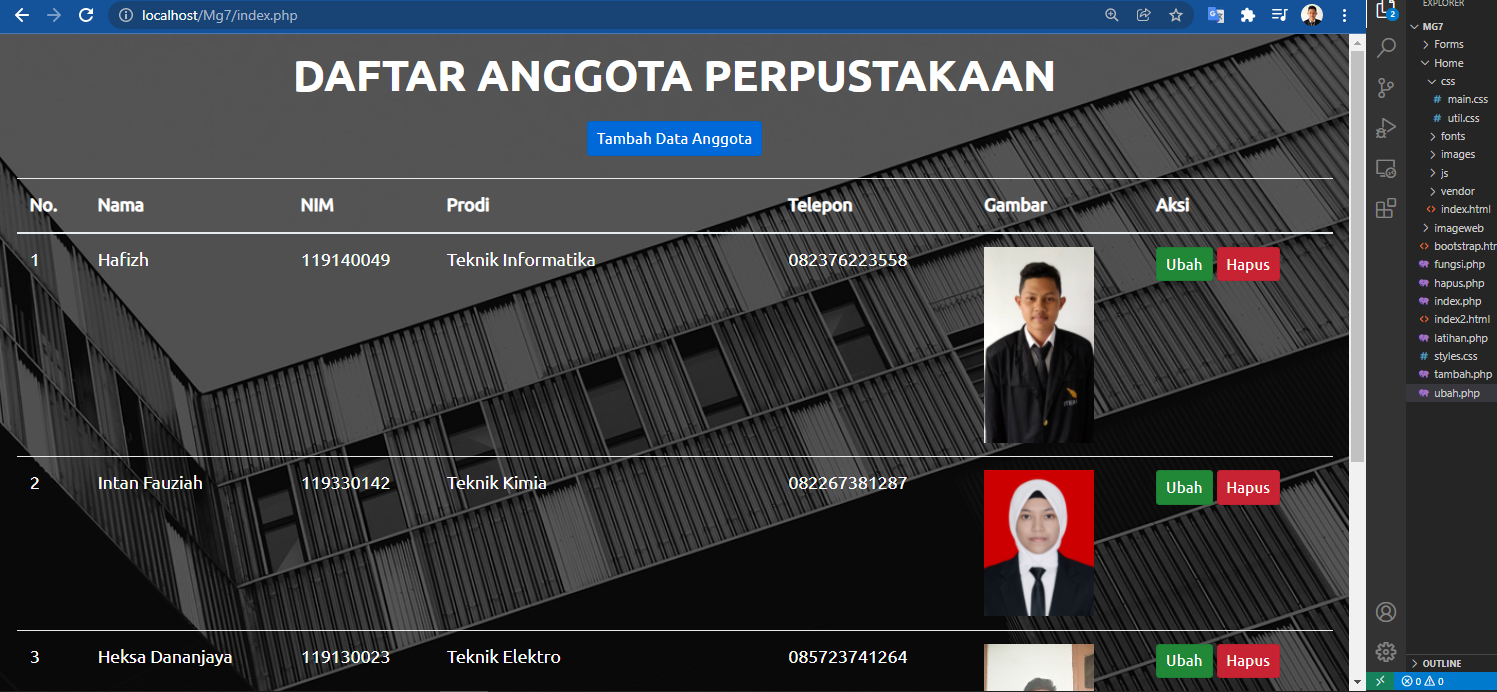 localhost/Mg7/index.php
DAFTAR ANGGOTA PERPUSTAKAAN
Tambah Data Anggota
No. Nama NIM Prodi Telepon Gambar Aksi
1 Hafizh 119140049 Teknik Informatika 082376223558 Ubah Hapus
2 Intan Fauziah 119330142 Teknik Kimia 082267381287 Ubah Hapus
3 Heksa Dananjaya 119130023 Teknik Elektro 085723741264 Ubah Hapus
2
EXPLORER
MG7
Forms
Home
css
# main.css
# util.css
fonts
images
js
vendor
<> index.html
imageweb
<> bootstrap.htm
fungsi.php
hapus.php
index.php
<> index2.html
latihan.php
# styles.css
tambah.php
ubah.php
OUTLINE
0 0